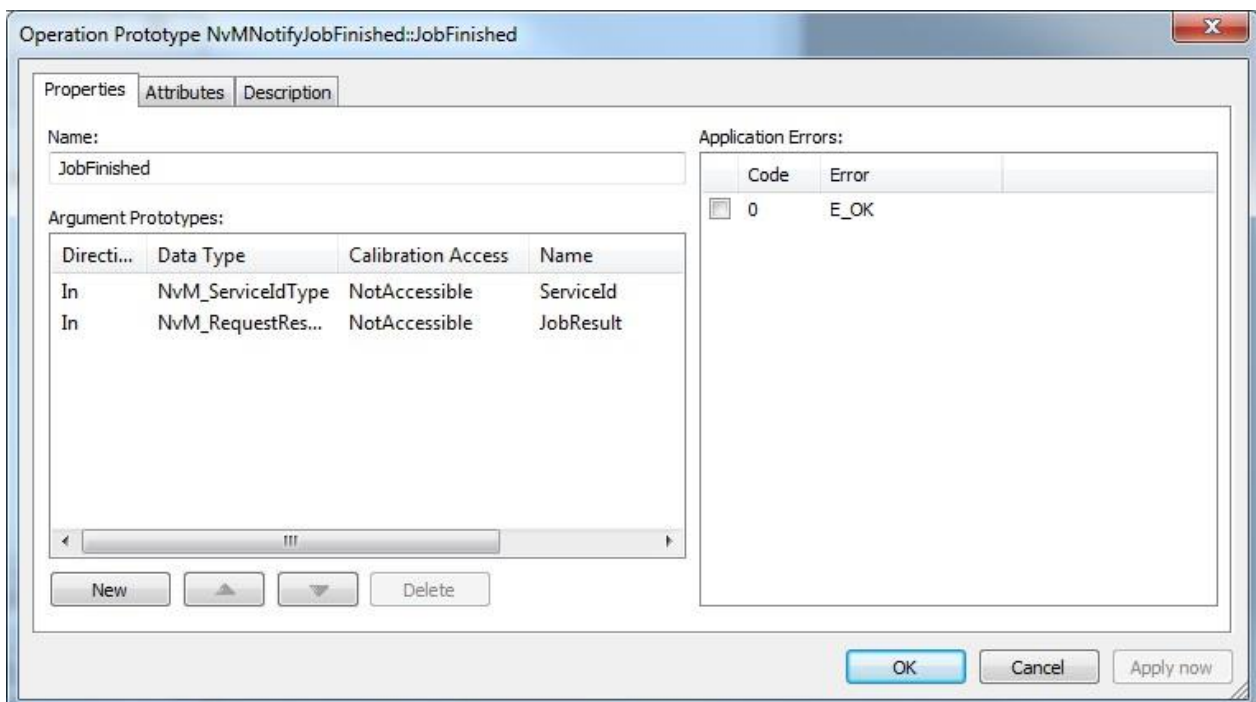 Operation Prototype NvMNotifyJobFinished::JobFinished
x
Properties Attributes Description
Name:
JobFinished
Argument Prototypes:
Directi... Data Type Calibration Access Name
In NvM_ServiceIdType NotAccessible ServiceId
In NvM_RequestRes... NotAccessible JobResult
New Delete
Application Errors:
Code Error
0 E_OK
OK Cancel Apply now